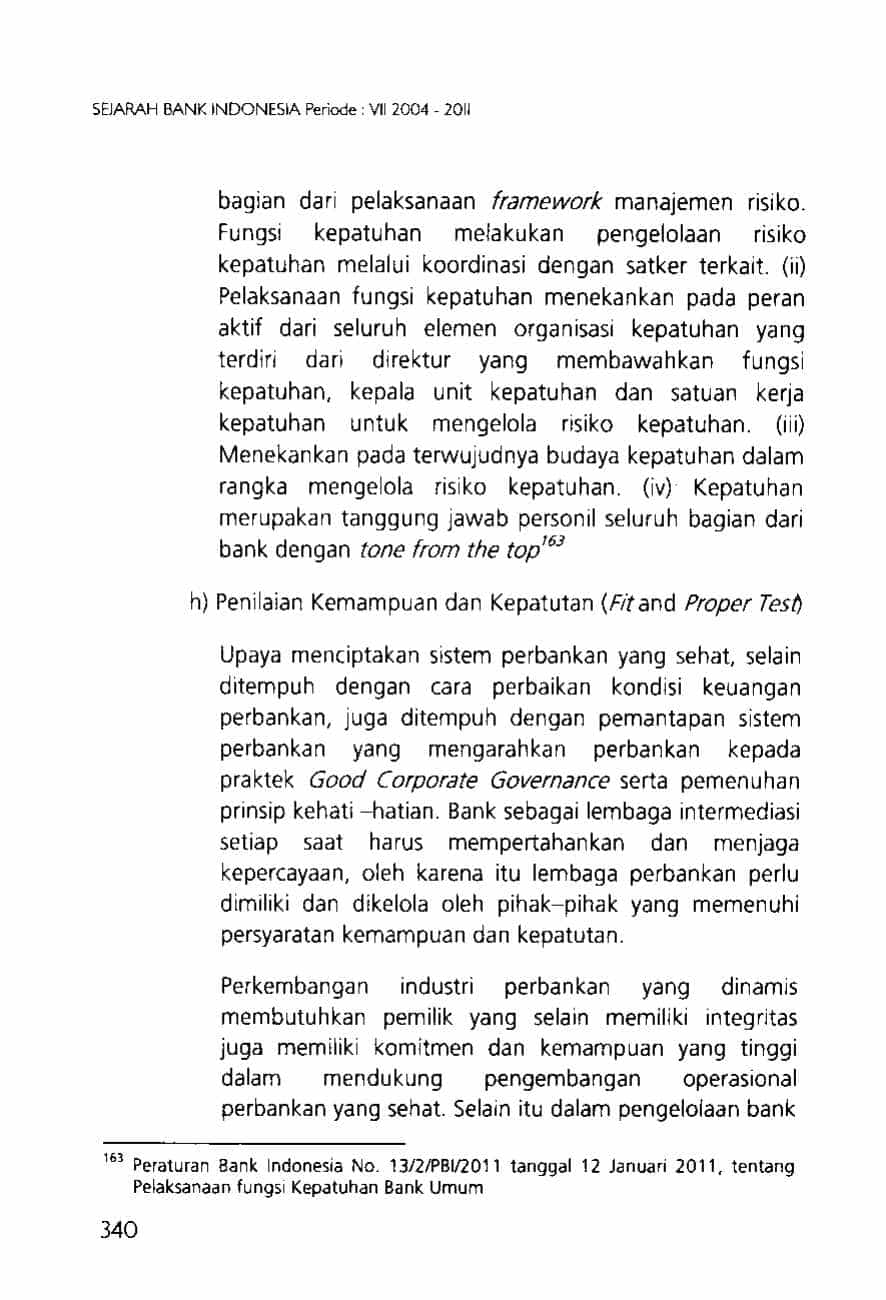 SEJARAH BANK INDONESIA Periode : VII 2004 - 2011
bagian dari pelaksanaan framework manajemen risiko.
Fungsi kepatuhan melakukan pengelolaan risiko
kepatuhan melalui koordinasi dengan satker terkait. (ii)
Pelaksanaan fungsi kepatuhan menekankan pada peran
aktif dari seluruh elemen organisasi kepatuhan yang
terdiri dari direktur yang membawahkan fungsi
kepatuhan, kepala unit kepatuhan dan satuan kerja
kepatuhan untuk mengelola risiko kepatuhan. (iii)
Menekankan pada terwujudnya budaya kepatuhan dalam
rangka mengelola risiko kepatuhan. (iv) Kepatuhan
merupakan tanggung jawab personil seluruh bagian dari
bank dengan tone from the top163
h) Penilaian Kemampuan dan Kepatutan (Fit and Proper Test)
Upaya menciptakan sistem perbankan yang sehat, selain
ditempuh dengan cara perbaikan kondisi keuangan
perbankan, juga ditempuh dengan pemantapan sistem
perbankan yang mengarahkan perbankan kepada
praktek Good Corporate Governance serta pemenuhan
prinsip kehati –hatian. Bank sebagai lembaga intermediasi
setiap saat harus mempertahankan dan menjaga
kepercayaan, oleh karena itu lembaga perbankan perlu
dimiliki dan dikelola oleh pihak–pihak yang memenuhi
persyaratan kemampuan dan kepatutan.
Perkembangan industri perbankan yang dinamis
membutuhkan pemilik yang selain memiliki integritas
juga memiliki komitmen dan kemampuan yang tinggi
dalam mendukung pengembangan operasional
perbankan yang sehat. Selain itu dalam pengelolaan bank
163 Peraturan Bank Indonesia No. 13/2/PBI/2011 tanggal 12 Januari 2011, tentang
Pelaksanaan fungsi Kepatuhan Bank Umum
340